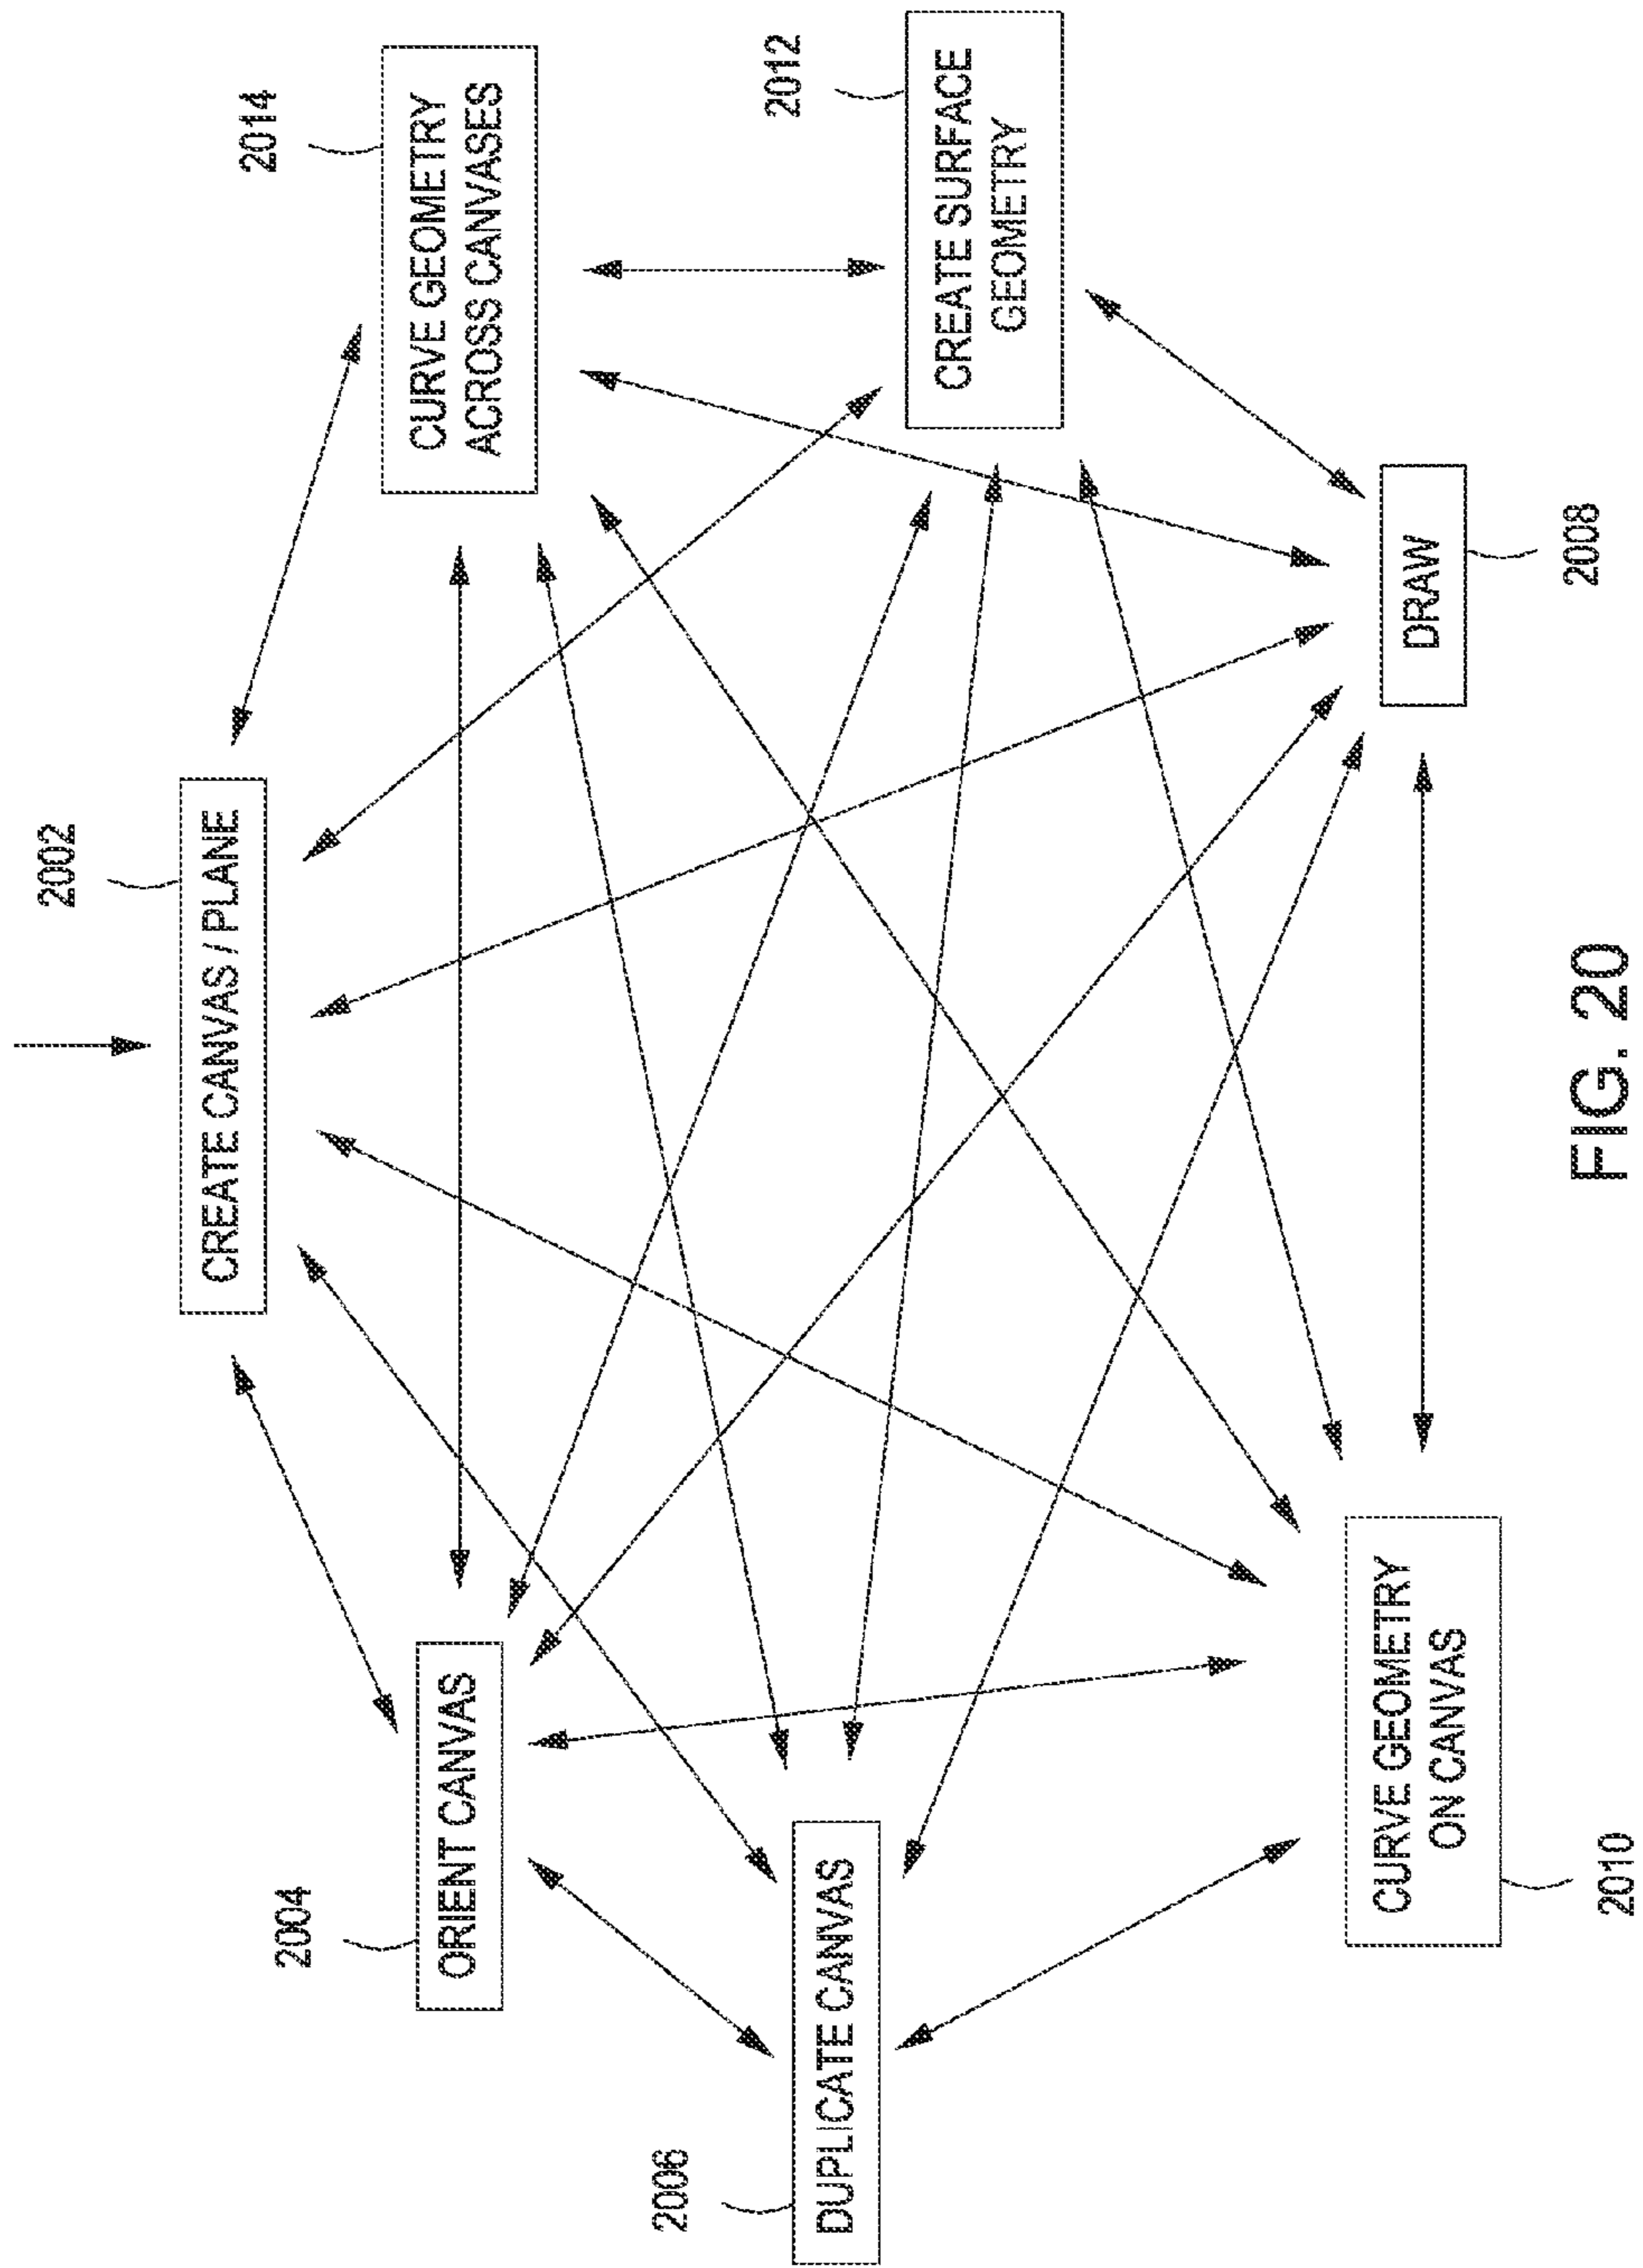 2002
CREATE CANVAS / PLANE
2004
ORIENT CANVAS
2014
CURVE GEOMETRY
ACROSS CANVASES
2006
DUPLICATE CANVAS
2012
CREATE SURFACE
GEOMETRY
CURVE GEOMETRY
ON CANVAS
2010
DRAW
2008
FIG. 20